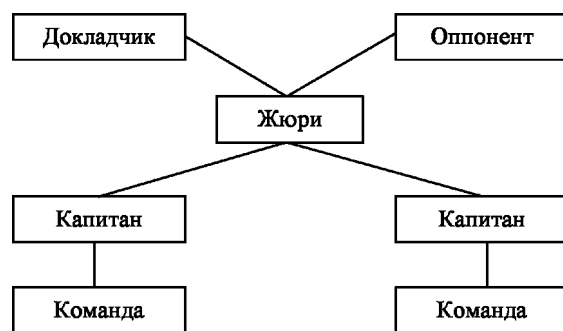 Докладчик
Оппонент
Жюри
Капитан
Капитан
Команда
Команда